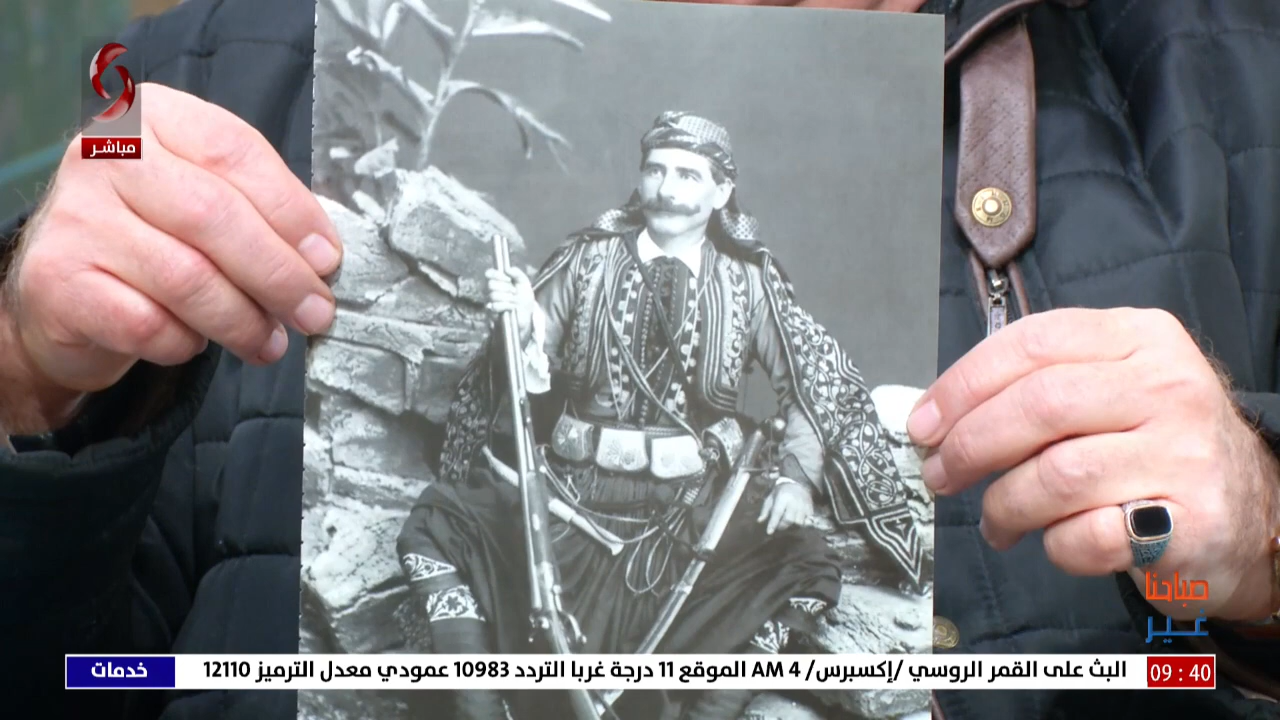 مباشر
صباحنا
غير
خدمات
البث على القمر الروسي /إكسبرس/ AM 4 الموقع 11 درجة غربا التردد 10983 عمودي معدل الترميز 12110
09 : 40